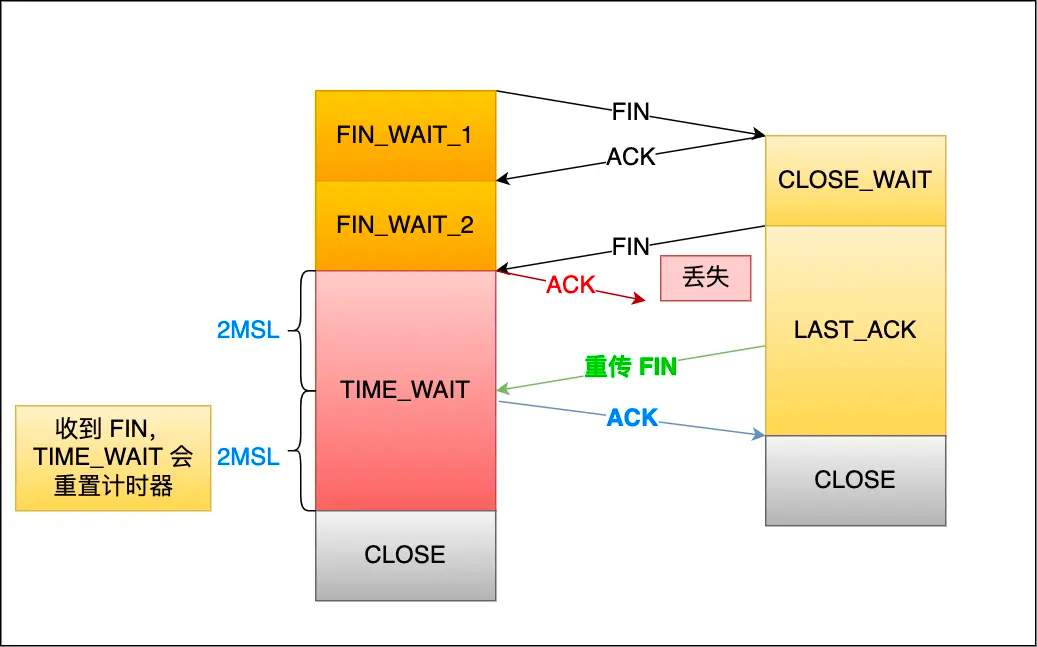 FIN_WAIT_1
FIN
ACK
CLOSE_WAIT
FIN_WAIT_2
FIN
ACK
丢失
2MSL
LAST_ACK
重传 FIN
TIME_WAIT
ACK
收到 FIN，
TIME_WAIT 会
重置计时器
2MSL
CLOSE
CLOSE